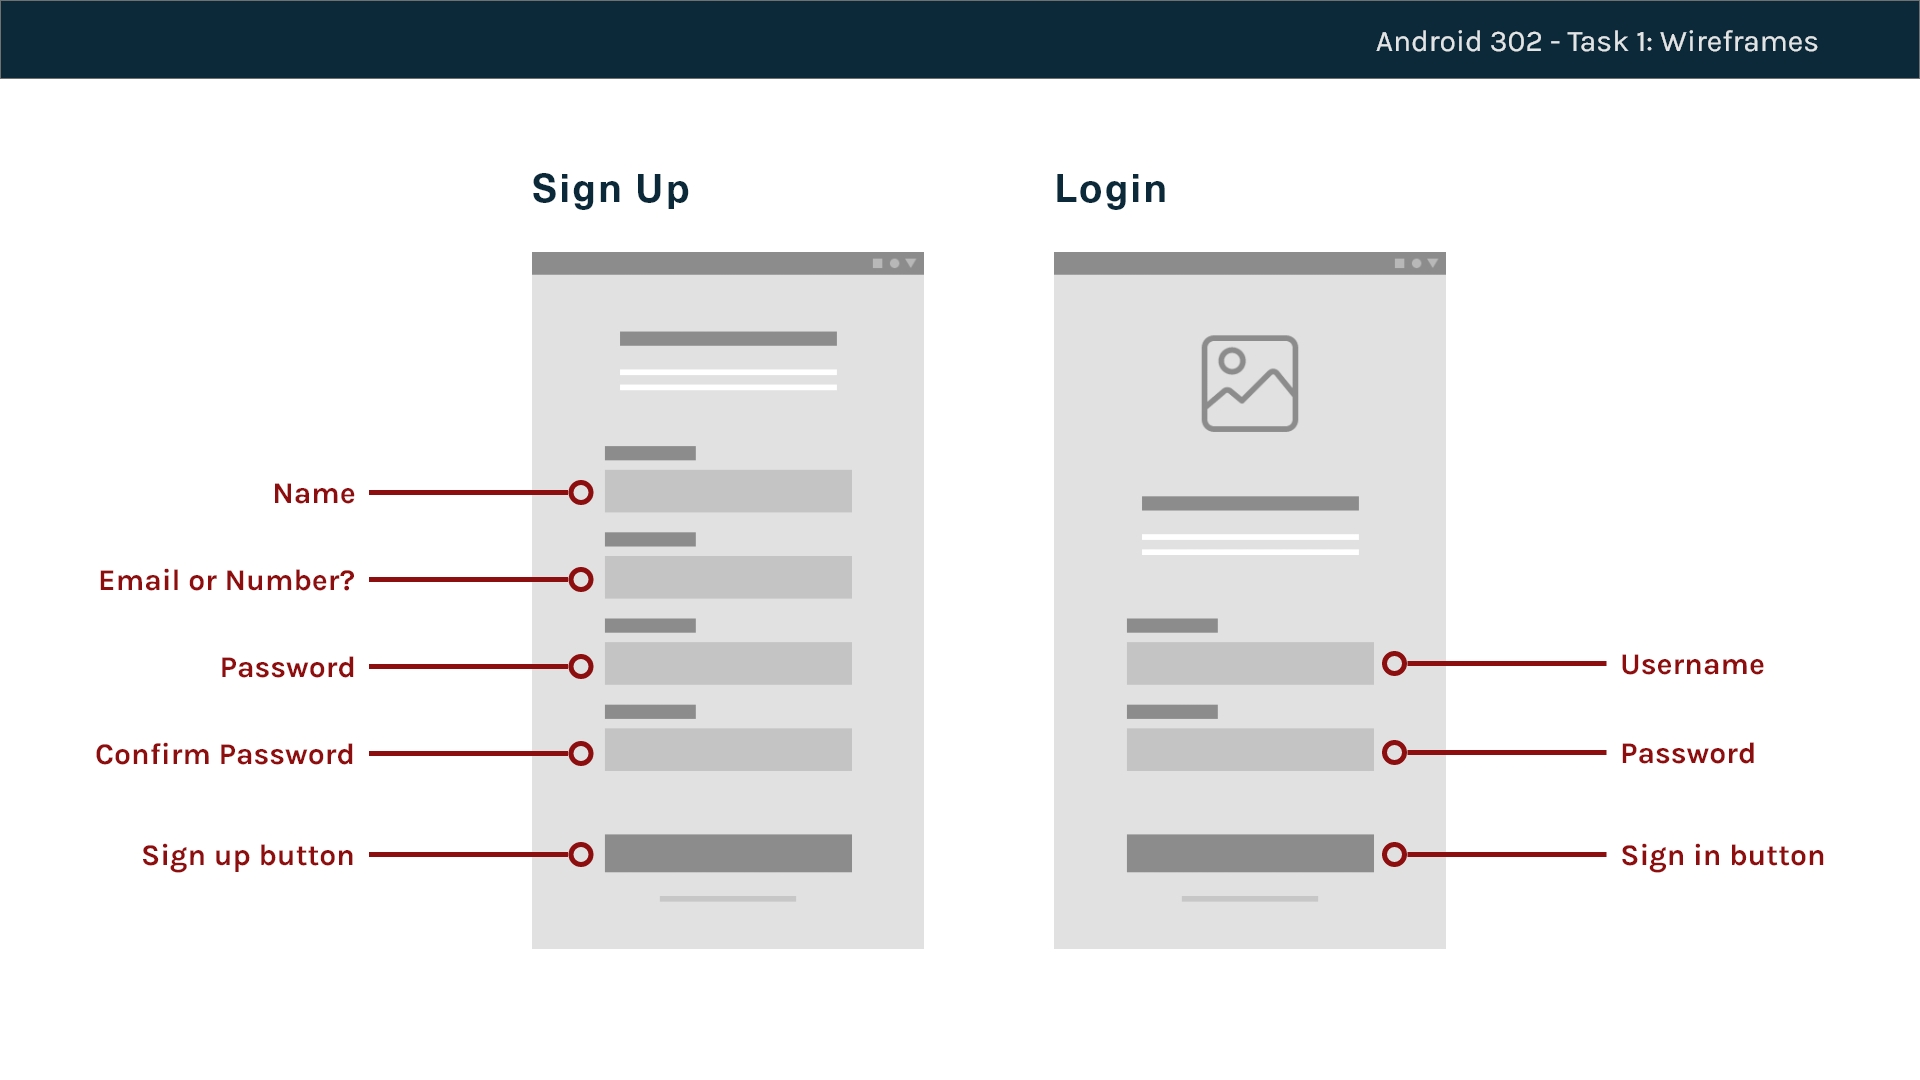 Android 302 - Task 1: Wireframes
Sign Up
Login
Name
Email or Number?
Password
Confirm Password
Sign up button
Username
Password
Sign in button